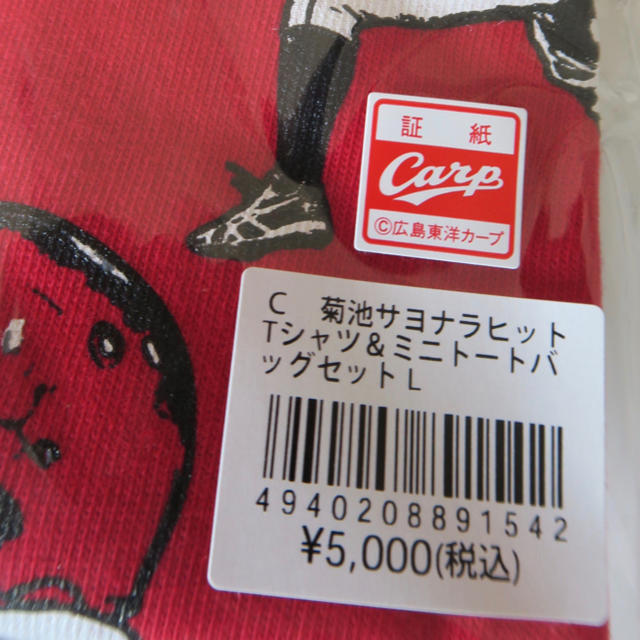 証 紙
Carp
©広島東洋カープ
C 菊池サヨナラヒット
Tシャツ&ミニトートバ
ッグセット L
4940208891542
¥5,000(税込)